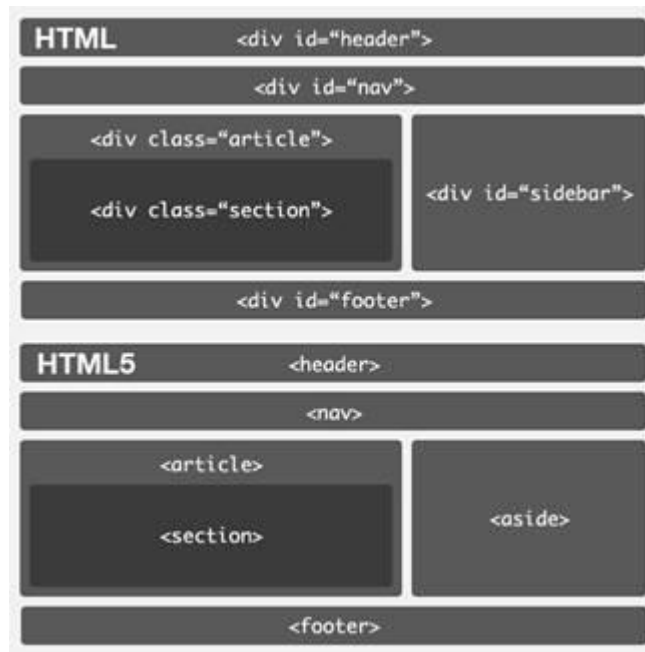 HTML <div id=“header”>
<div id=“nav”>
<div class=“article”>
<div class=“section”>
<div id=“sidebar”>
<div id=“footer”>
HTML5 <header>
<nav>
<article>
<section>
<aside>
<footer>